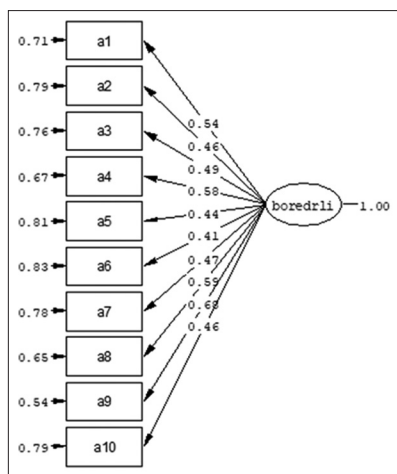 0.71 a1
0.79 a2
0.76 a3
0.67 a4
0.81 a5
0.83 a6
0.78 a7
0.65 a8
0.54 a9
0.79 a10
0.54
0.46
0.49
0.58
0.44
0.41
0.47
0.59
0.68
0.46
boredrli 1.00